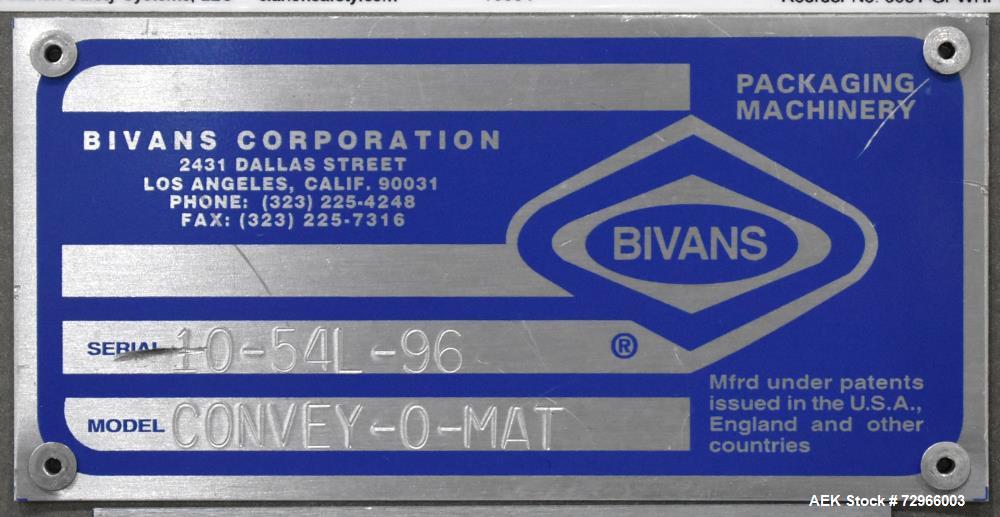 PACKAGING
MACHINERY
BIVANS CORPORATION
2431 DALLAS STREET
LOS ANGELES, CALIF. 90031
PHONE: (323) 225-4248
FAX: (323) 225-7316
BIVANS
SERIAL 10-54L-96
®
MODEL CONVEY-O-MAT
Mfrd under patents
issued in the U.S.A.,
England and other
countries
AEK Stock # 72966003